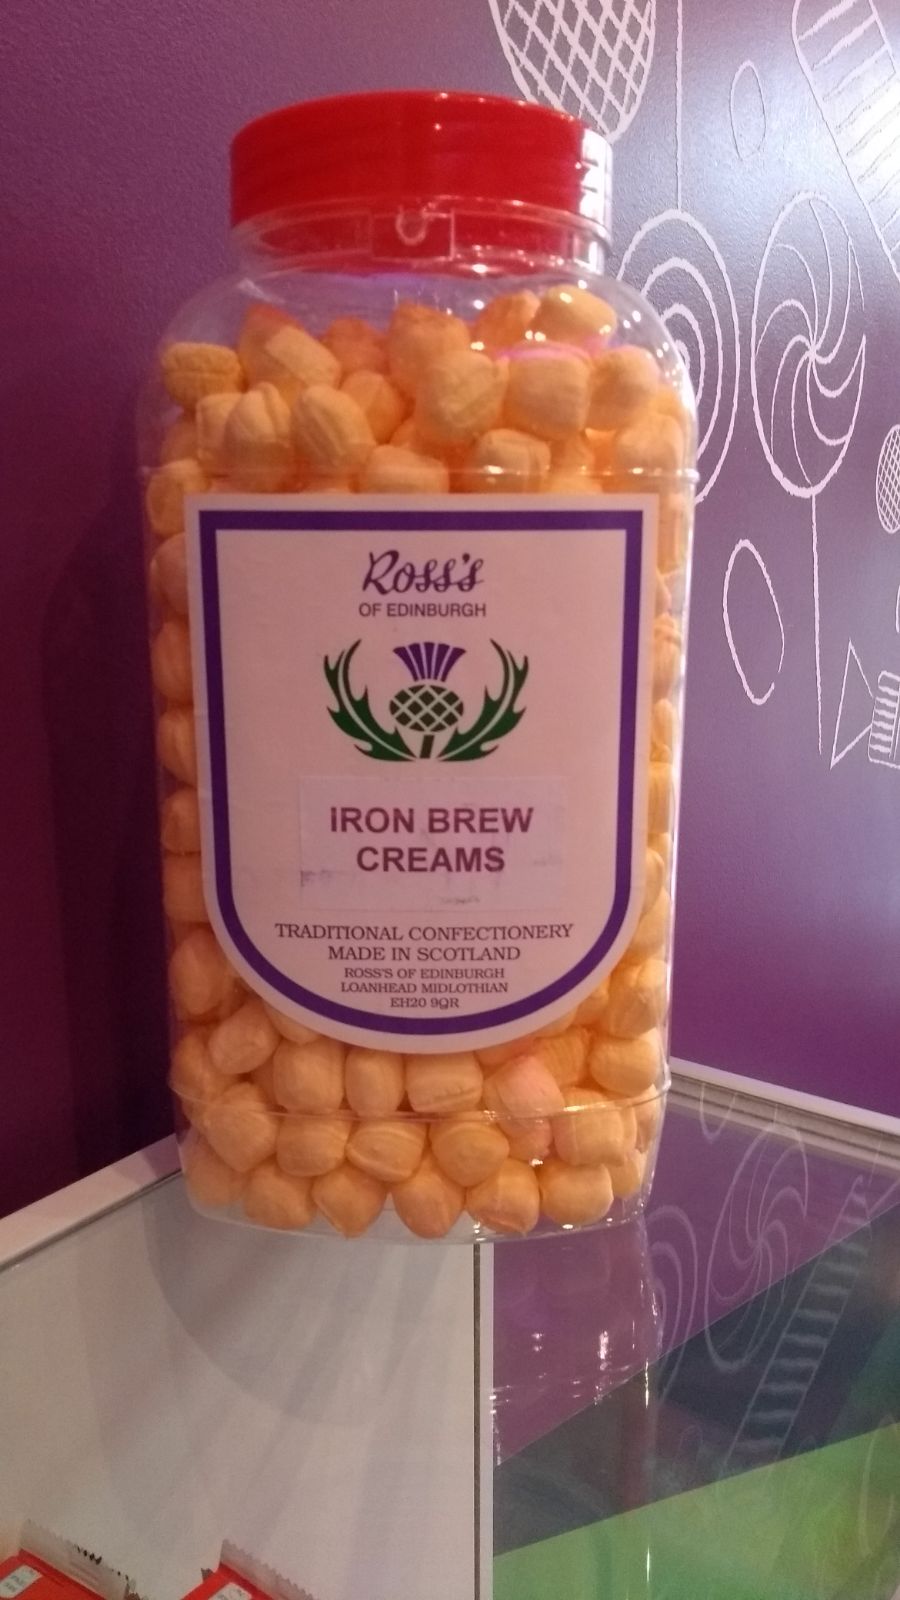 Ross's
OF EDINBURGH
IRON BREW
CREAMS
TRADITIONAL CONFECTIONERY
MADE IN SCOTLAND
ROSS'S OF EDINBURGH
LOANHEAD MIDLOTHIAN
EH20 9QR